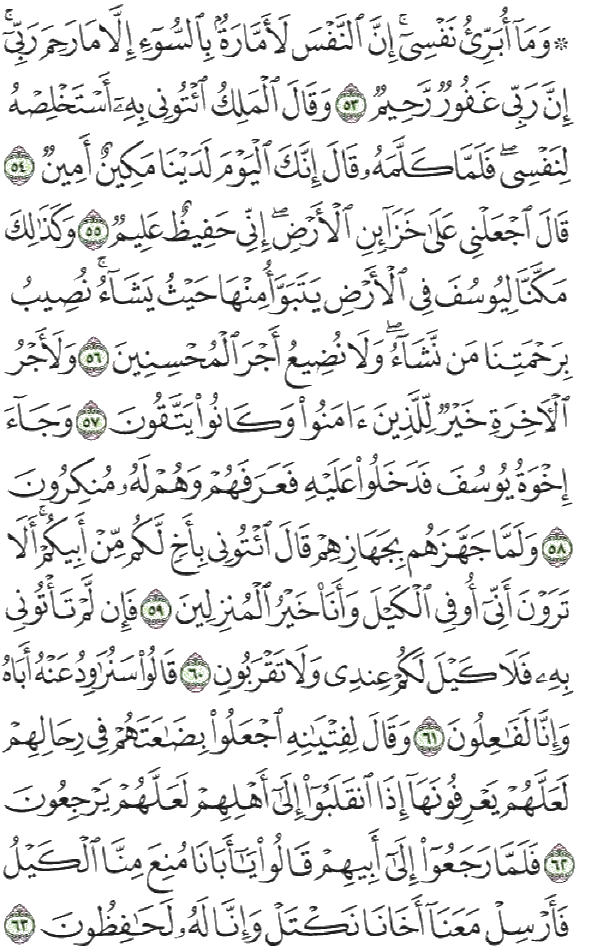 ۞ وَمَآ أُبَرِّئُ نَفْسِىٓ ۚ إِنَّ ٱلنَّفْسَ لَأَمَّارَةٌۢ بِٱلسُّوٓءِ إِلَّا مَا رَحِمَ رَبِّىٓ ۚ
إِنَّ رَبِّى غَفُورٌ رَّحِيمٌ ٥٣ وَقَالَ ٱلْمَلِكُ ٱئْتُونِى بِهِۦٓ أَسْتَخْلِصْهُ
لِنَفْسِى ۖ فَلَمَّا كَلَّمَهُۥ قَالَ إِنَّكَ ٱلْيَوْمَ لَدَيْنَا مَكِينٌ أَمِينٌ ٥٤
قَالَ ٱجْعَلْنِى عَلَىٰ خَزَآئِنِ ٱلْأَرْضِ ۖ إِنِّى حَفِيظٌ عَلِيمٌ ٥٥ وَكَذَٰلِكَ
مَكَّنَّا لِيُوسُفَ فِى ٱلْأَرْضِ يَتَبَوَّأُ مِنْهَا حَيْثُ يَشَآءُ ۚ نُصِيبُ
بِرَحْمَتِنَا مَن نَّشَآءُ ۖ وَلَا نُضِيعُ أَجْرَ ٱلْمُحْسِنِينَ ٥٦ وَلَأَجْرُ
ٱلْءَاخِرَةِ خَيْرٌ لِّلَّذِينَ ءَامَنُوا۟ وَكَانُوا۟ يَتَّقُونَ ٥٧ وَجَآءَ
إِخْوَةُ يُوسُفَ فَدَخَلُوا۟ عَلَيْهِ فَعَرَفَهُمْ وَهُمْ لَهُۥ مُنكِرُونَ
٥٨ وَلَمَّا جَهَّزَهُم بِجَهَازِهِمْ قَالَ ٱئْتُونِى بِأَخٍ لَّكُم مِّنْ أَبِيكُمْ ۚ أَلَا
تَرَوْنَ أَنِّىٓ أُوفِى ٱلْكَيْلَ وَأَنَا۠ خَيْرُ ٱلْمُنزِلِينَ ٥٩ فَإِن لَّمْ تَأْتُونِى
بِهِۦ فَلَا كَيْلَ لَكُمْ عِندِى وَلَا تَقْرَبُونِ ٦٠ قَالُوا۟ سَنُرَٰوِدُ عَنْهُ أَبَاهُ
وَإِنَّا لَفَٰعِلُونَ ٦١ وَقَالَ لِفِتْيَٰنِهِ ٱجْعَلُوا۟ بِضَٰعَتَهُمْ فِى رِحَالِهِمْ
لَعَلَّهُمْ يَعْرِفُونَهَآ إِذَا ٱنقَلَبُوٓا۟ إِلَىٰٓ أَهْلِهِمْ لَعَلَّهُمْ يَرْجِعُونَ
٦٢ فَلَمَّا رَجَعُوٓا۟ إِلَىٰٓ أَبِيهِمْ قَالُوا۟ يَٰٓأَبَانَا مُنِعَ مِنَّا ٱلْكَيْلُ
فَأَرْسِلْ مَعَنَآ أَخَانَا نَكْتَلْ وَإِنَّا لَهُۥ لَحَٰفِظُونَ ٦٣